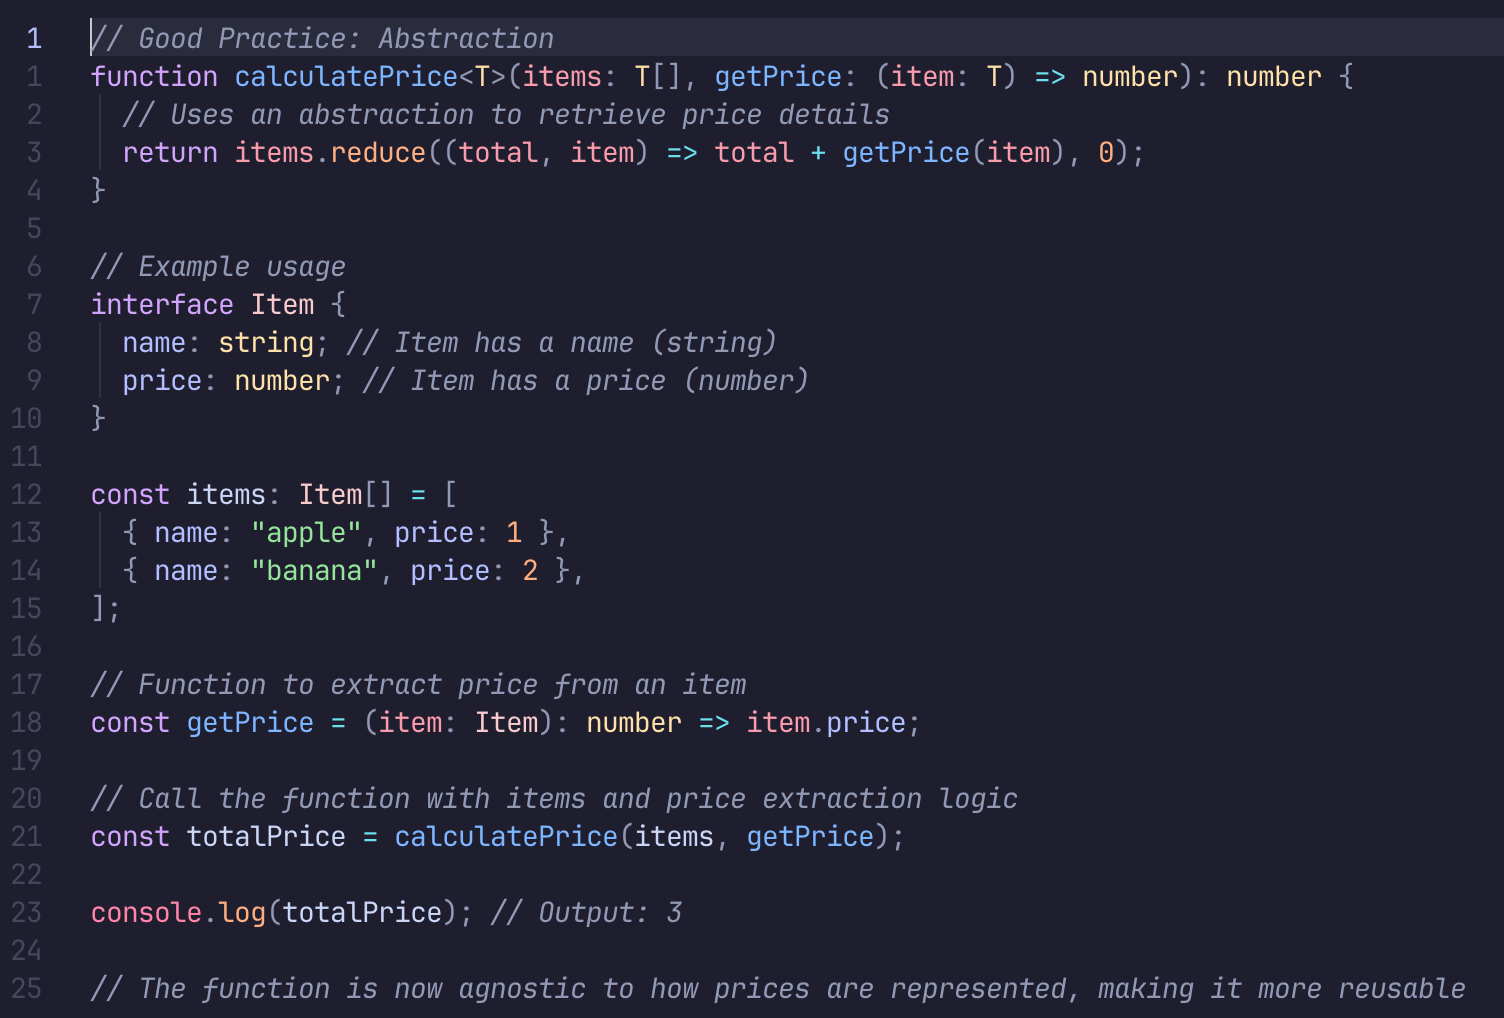 1 // Good Practice: Abstraction
1 function calculatePrice<T>(items: T[], getPrice: (item: T) => number): number {
2 // Uses an abstraction to retrieve price details
3 return items.reduce((total, item) => total + getPrice(item), 0);
4 }
5
6 // Example usage
7 interface Item {
8 name: string; // Item has a name (string)
9 price: number; // Item has a price (number)
10 }
11
12 const items: Item[] = [
13 { name: "apple", price: 1 },
14 { name: "banana", price: 2 },
15 ];
16
17 // Function to extract price from an item
18 const getPrice = (item: Item): number => item.price;
19
20 // Call the function with items and price extraction logic
21 const totalPrice = calculatePrice(items, getPrice);
22
23 console.log(totalPrice); // Output: 3
24
25 // The function is now agnostic to how prices are represented, making it more reusable